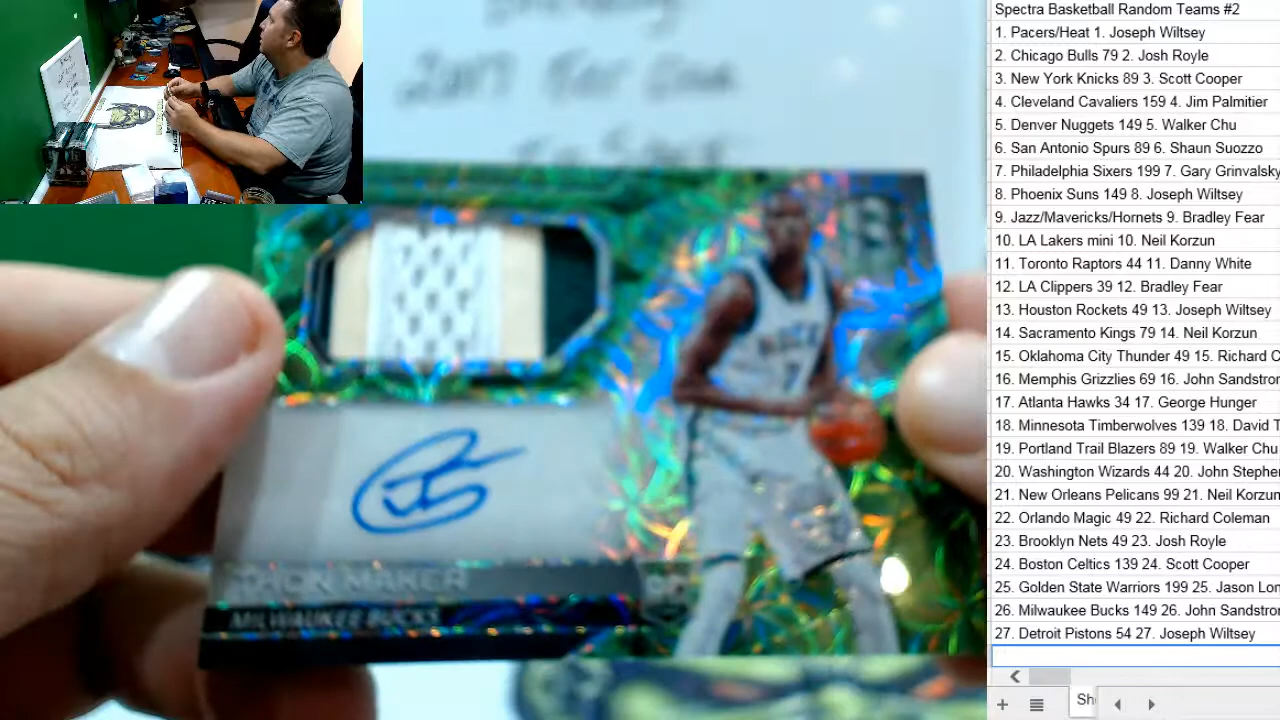 Spectra Basketball Random Teams #2
1. Pacers/Heat 1. Joseph Wiltsey
2. Chicago Bulls 79 2. Josh Royle
3. New York Knicks 89 3. Scott Cooper
4. Cleveland Cavaliers 159 4. Jim Palmitier
5. Denver Nuggets 149 5. Walker Chu
6. San Antonio Spurs 89 6. Shaun Suozzo
7. Philadelphia Sixers 199 7. Gary Grinvalsky
8. Phoenix Suns 149 8. Joseph Wiltsey
9. Jazz/Mavericks/Hornets 9. Bradley Fear
10. LA Lakers mini 10. Neil Korzun
11. Toronto Raptors 44 11. Danny White
12. LA Clippers 39 12. Bradley Fear
13. Houston Rockets 49 13. Joseph Wiltsey
14. Sacramento Kings 79 14. Neil Korzun
15. Oklahoma City Thunder 49 15. Richard C
16. Memphis Grizzlies 69 16. John Sandstrom
17. Atlanta Hawks 34 17. George Hunger
18. Minnesota Timberwolves 139 18. David T
19. Portland Trail Blazers 89 19. Walker Chu
20. Washington Wizards 44 20. John Stephen
21. New Orleans Pelicans 99 21. Neil Korzun
22. Orlando Magic 49 22. Richard Coleman
23. Brooklyn Nets 49 23. Josh Royle
24. Boston Celtics 139 24. Scott Cooper
25. Golden State Warriors 199 25. Jason Lon
26. Milwaukee Bucks 149 26. John Sandstro
27. Detroit Pistons 54 27. Joseph Wiltsey
Sh
THON MAKER
MILWAUKEE BUCKS
7